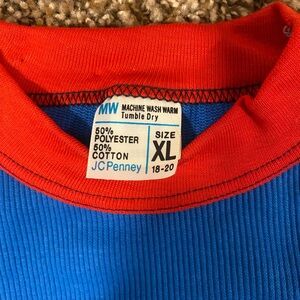 MW MACHINE WASH WARM
Tumble Dry
50%
POLYESTER
50%
COTTON
JCPenney
SIZE
XL
18-20